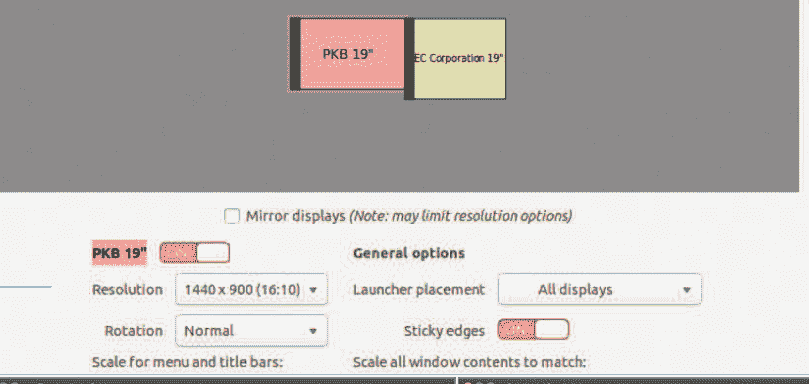 PKB 19"
EC Corporation 19"
Mirror displays (Note: may limit resolution options)
PKB 19"
General options
Resolution 1440 x 900 (16:10)
Launcher placement All displays
Rotation Normal
Sticky edges
Scale for menu and title bars:
Scale all window contents to match: